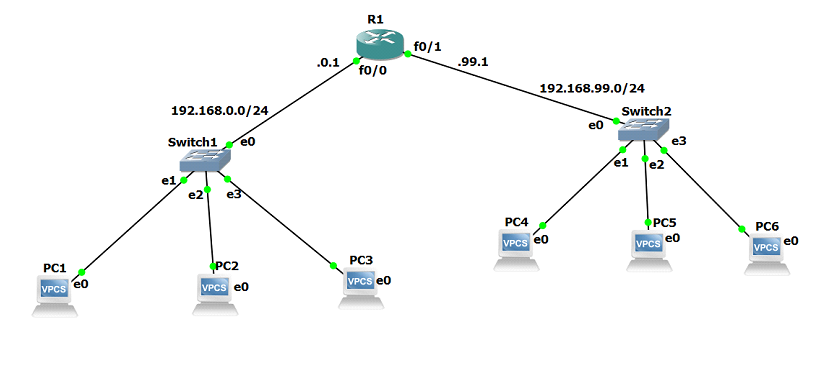 R1
f0/1
.0.1
f0/0
.99.1
192.168.99.0/24
192.168.0.0/24
Switch2
e0
Switch1
e0
e3
e1
e2
e1
e2
e3
PC4
PC5
PC6
VPCS
e0
VPCS
e0
VPCS
e0
PC1
PC2
PC3
VPCS
e0
VPCS
e0
VPCS
e0